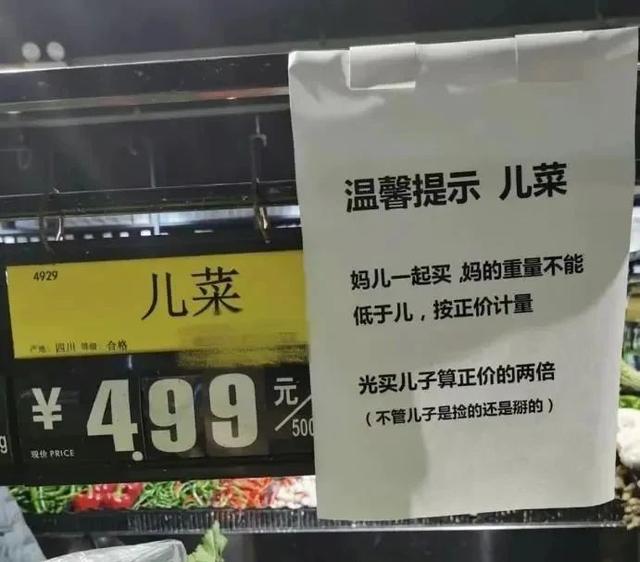 4929
儿菜
产地: 四川 等级: 合格
¥ 4.99 元/500
现价 PRICE
g
温馨提示 儿菜
妈儿一起买,妈的重量不能
低于儿，按正价计量
光买儿子算正价的两倍
（不管儿子是捡的还是掰的）